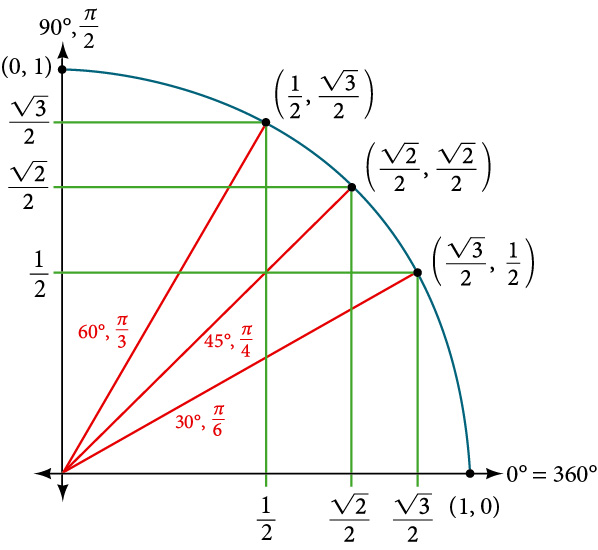 90°, π/2
(0, 1)
(1/2, √3/2)
√3/2
(√2/2, √2/2)
√2/2
(√3/2, 1/2)
1/2
60°, π/3
45°, π/4
30°, π/6
0° = 360°
1/2
√2/2
√3/2
(1, 0)